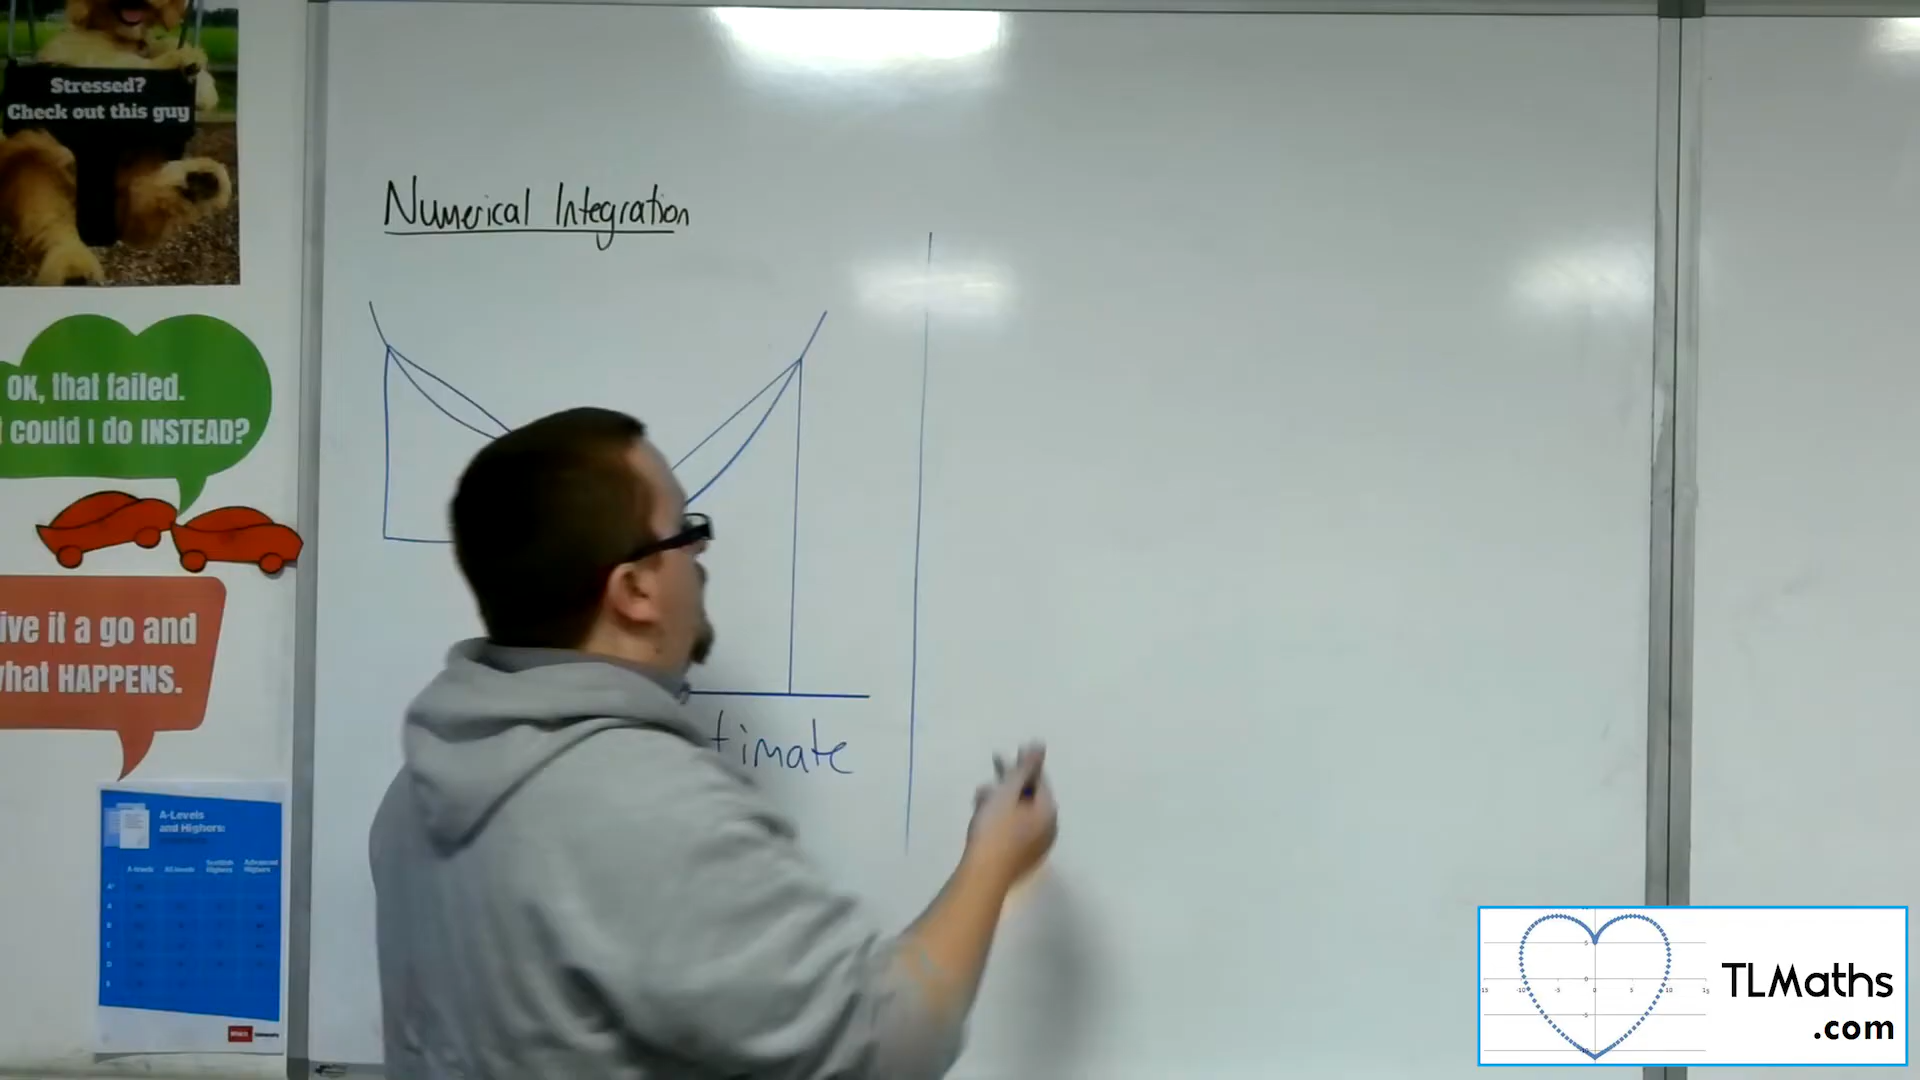 Stressed?
Check out this guy
Numerical Integration
OK, that failed.
could I do INSTEAD?
ive it a go and
what HAPPENS.
timate
A-Levels
and Highers:
TLMaths
.com